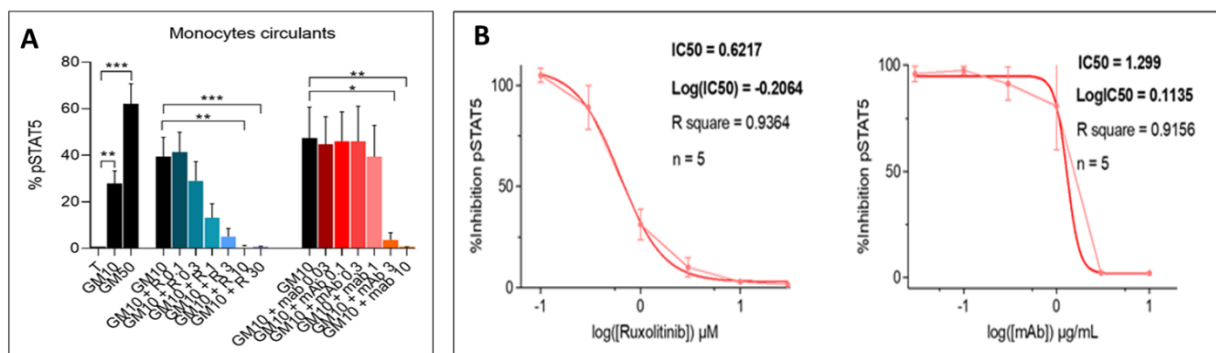 A
Monocytes circulants
% pSTAT5
80
60
40
20
0
***
**
***
**
**
*
T
GM10
GM50
GM10
GM10 + R 0.1
GM10 + R 0.3
GM10 + R 1
GM10 + R 3
GM10 + R 10
GM10 + R 30
GM10
GM10 + mab 0.03
GM10 + mAb 0.1
GM10 + mAb 0.3
GM10 + mab 1
GM10 + mAb 3
GM10 + mab 10
B
%Inhibition pSTAT5
100
50
0
-1
0
1
log([Ruxolitinib]) µM
IC50 = 0.6217
Log(IC50) = -0.2064
R square = 0.9364
n = 5
%Inhibition pSTAT5
100
50
0
-1
0
1
log([mAb]) µg/mL
IC50 = 1.299
LogIC50 = 0.1135
R square = 0.9156
n = 5